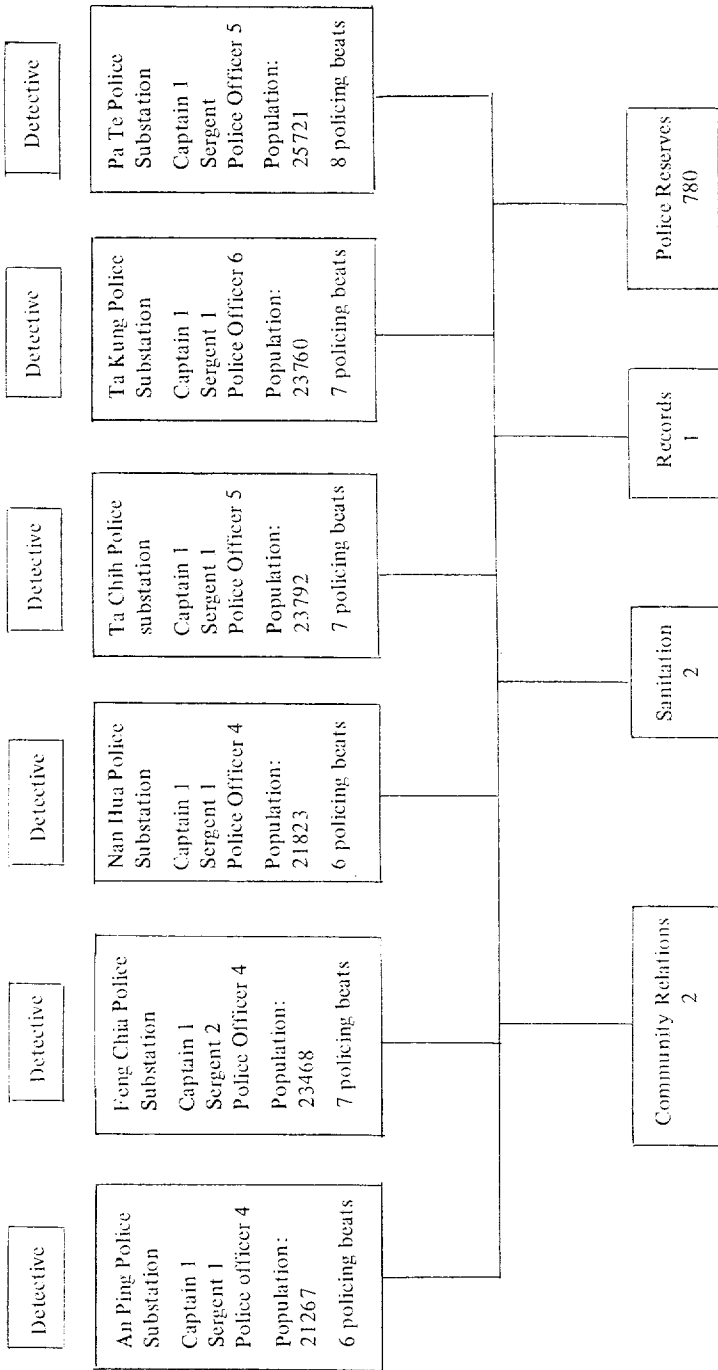 Detective
Detective
Detective
Detective
Detective
Detective
An Ping Police
Substation
Captain 1
Sergent 1
Police officer 4
Population:
21267
6 policing beats
Feng Chia Police
Substation
Captain 1
Sergent 2
Police Officer 4
Population:
23468
7 policing beats
Nan Hua Police
Substation
Captain 1
Sergent 1
Police Officer 4
Population:
21823
6 policing beats
Ta Chih Police
substation
Captain 1
Sergent 1
Police Officer 5
Population:
23792
7 policing beats
Ta Kung Police
Substation
Captain 1
Sergent 1
Police Officer 6
Population:
23760
7 policing beats
Pa Te Police
Substation
Captain 1
Sergent
Police Officer 5
Population:
25721
8 policing beats
Community Relations
2
Sanitation
2
Records
1
Police Reserves
780